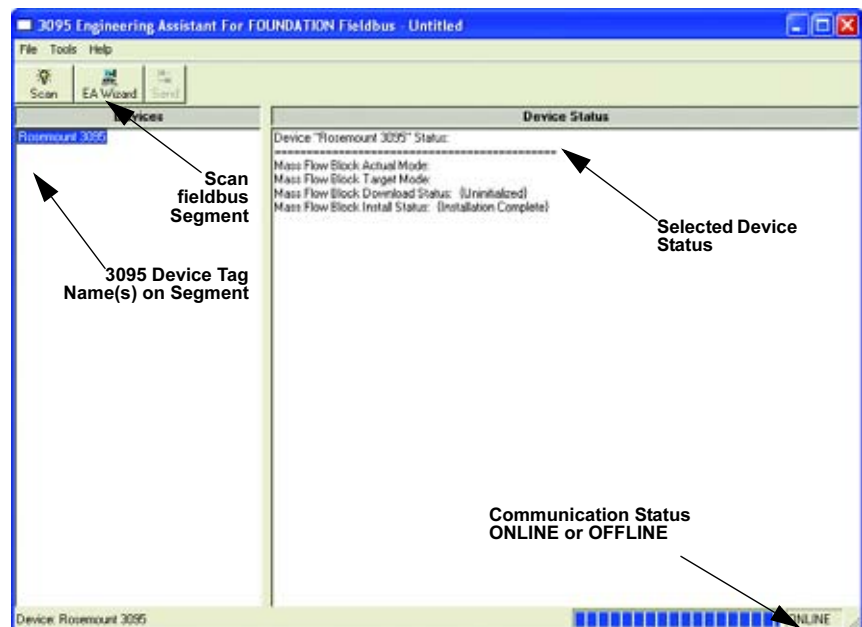 3095 Engineering Assistant For FOUNDATION Fieldbus - Untitled
File Tools Help
Scan
EA Wizard
Send
Devices
Device Status
Rosemount 3095
Device "Rosemount 3095" Status:
Mass Flow Block Actual Mode:
Mass Flow Block Target Mode:
Mass Flow Block Download Status: {Uninitialized}
Mass Flow Block Install Status: {Installation Complete}
Scan
fieldbus
Segment
Selected Device
Status
3095 Device Tag
Name(s) on Segment
Communication Status
ONLINE or OFFLINE
Device: Rosemount 3095
ONLINE